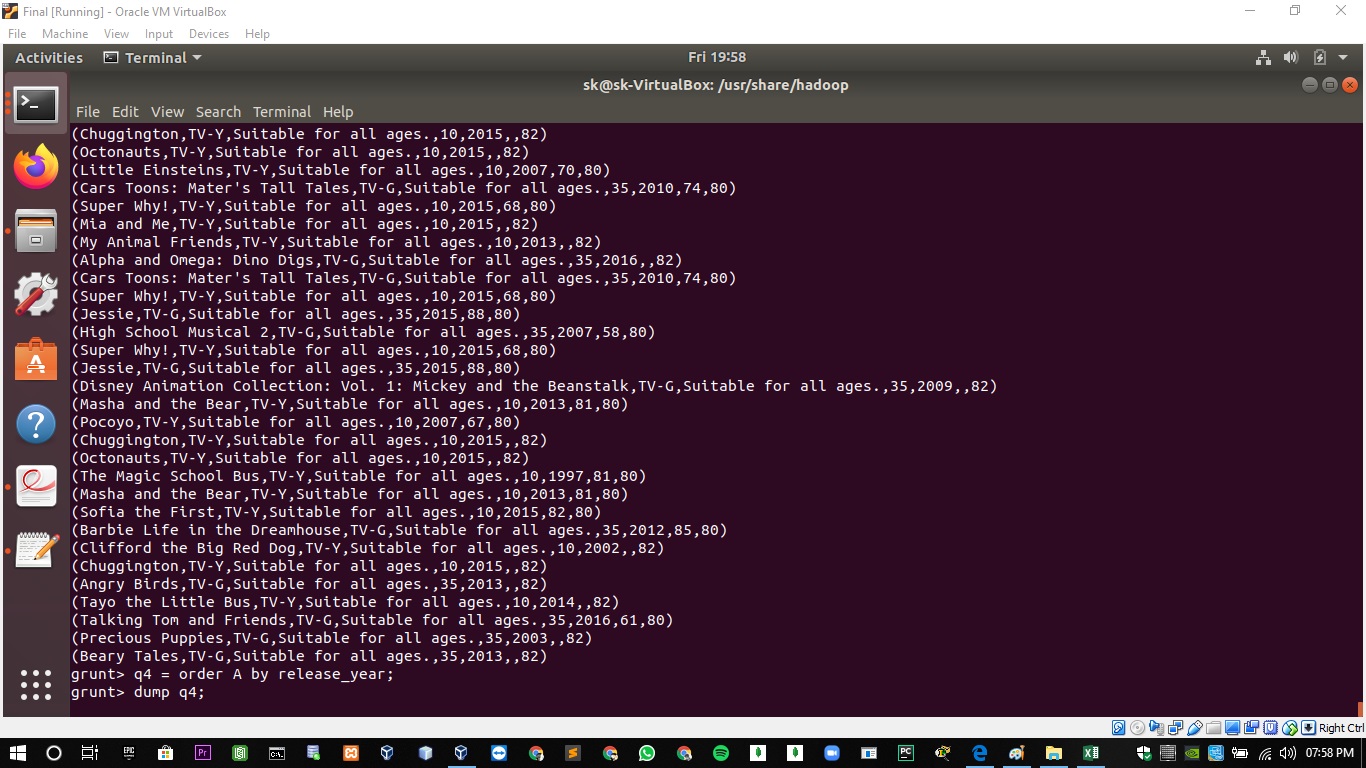 Final [Running] - Oracle VM VirtualBox
File Machine View Input Devices Help
Activities Terminal Fri 19:58
sk@sk-VirtualBox: /usr/share/hadoop
File Edit View Search Terminal Help
(Chuggington,TV-Y,Suitable for all ages.,10,2015,,82)
(Octonauts,TV-Y,Suitable for all ages.,10,2015,,82)
(Little Einsteins,TV-Y,Suitable for all ages.,10,2007,70,80)
(Cars Toons: Mater's Tall Tales,TV-G,Suitable for all ages.,35,2010,74,80)
(Super Why!,TV-Y,Suitable for all ages.,10,2015,68,80)
(Mia and Me,TV-Y,Suitable for all ages.,10,2015,,82)
(My Animal Friends,TV-Y,Suitable for all ages.,10,2013,,82)
(Alpha and Omega: Dino Digs,TV-G,Suitable for all ages.,35,2016,,82)
(Cars Toons: Mater's Tall Tales,TV-G,Suitable for all ages.,35,2010,74,80)
(Super Why!,TV-Y,Suitable for all ages.,10,2015,68,80)
(Jessie,TV-G,Suitable for all ages.,35,2015,88,80)
(High School Musical 2,TV-G,Suitable for all ages.,35,2007,58,80)
(Super Why!,TV-Y,Suitable for all ages.,10,2015,68,80)
(Jessie,TV-G,Suitable for all ages.,35,2015,88,80)
(Disney Animation Collection: Vol. 1: Mickey and the Beanstalk,TV-G,Suitable for all ages.,35,2009,,82)
(Masha and the Bear,TV-Y,Suitable for all ages.,10,2013,81,80)
(Pocoyo,TV-Y,Suitable for all ages.,10,2007,67,80)
(Chuggington,TV-Y,Suitable for all ages.,10,2015,,82)
(Octonauts,TV-Y,Suitable for all ages.,10,2015,,82)
(The Magic School Bus,TV-Y,Suitable for all ages.,10,1997,81,80)
(Masha and the Bear,TV-Y,Suitable for all ages.,10,2013,81,80)
(Sofia the First,TV-Y,Suitable for all ages.,10,2015,82,80)
(Barbie Life in the Dreamhouse,TV-G,Suitable for all ages.,35,2012,85,80)
(Clifford the Big Red Dog,TV-Y,Suitable for all ages.,10,2002,,82)
(Chuggington,TV-Y,Suitable for all ages.,10,2015,,82)
(Angry Birds,TV-G,Suitable for all ages.,35,2013,,82)
(Tayo the Little Bus,TV-Y,Suitable for all ages.,10,2014,,82)
(Talking Tom and Friends,TV-G,Suitable for all ages.,35,2016,61,80)
(Precious Puppies,TV-G,Suitable for all ages.,35,2003,,82)
(Beary Tales,TV-G,Suitable for all ages.,35,2013,,82)
grunt> q4 = order A by release_year;
grunt> dump q4;
Right Ctrl
EPIC Pr PC 07:58 PM